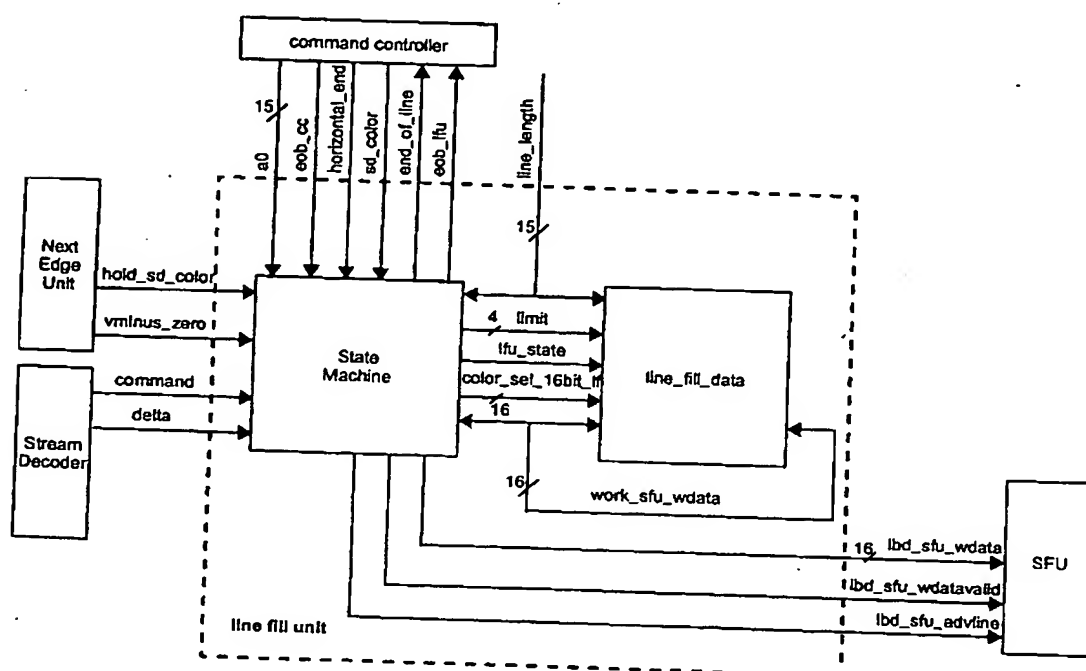 command controller
15
a0
eob_cc
horizontal_end
sd_color
end_of_line
eob_lfu
line_length
15
Next
Edge
Unit
hold_sd_color
vminus_zero
State
Machine
4
limit
lfu_state
color_sel_16bit_lf
16
line_fill_data
Stream
Decoder
command
delta
16
work_sfu_wdata
16
lbd_sfu_wdata
lbd_sfu_wdatavalid
lbd_sfu_advline
SFU
line fill unit